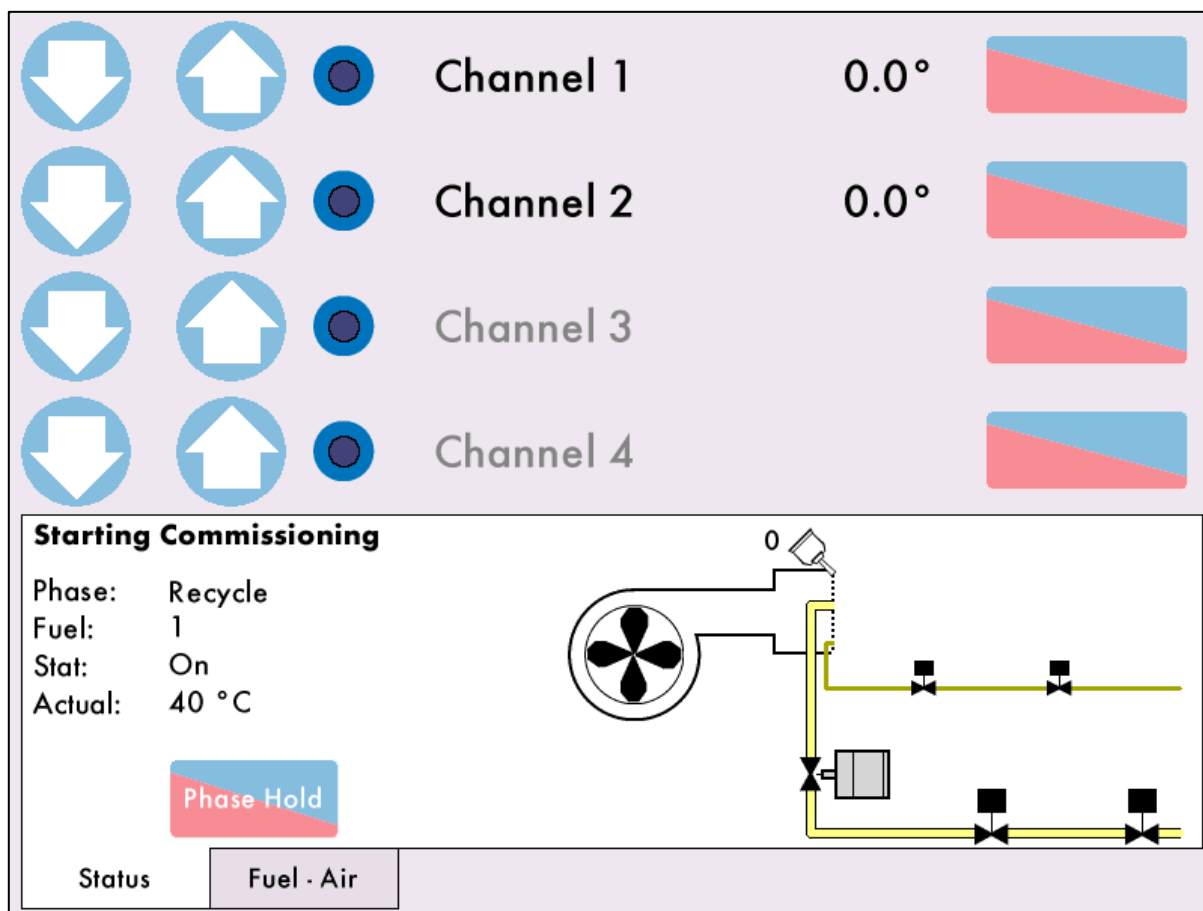 Channel 1 0.0°
Channel 2 0.0°
Channel 3
Channel 4
Starting Commissioning
0
Phase: Recycle
Fuel: 1
Stat: On
Actual: 40 °C
Phase Hold
Status Fuel - Air